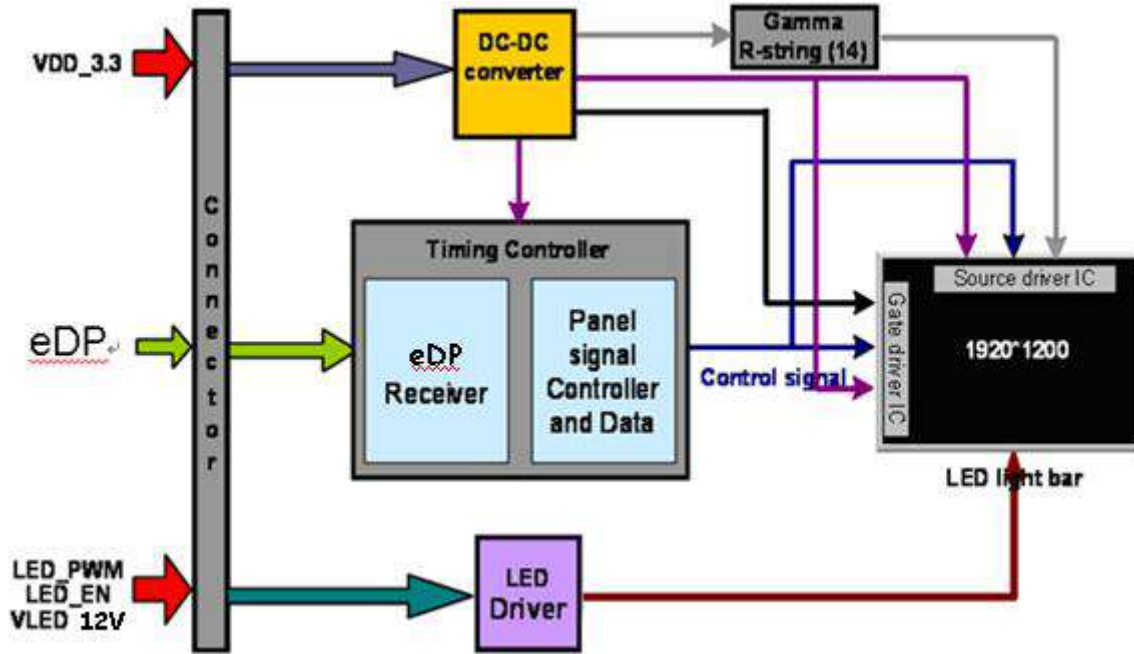 VDD_3.3
Connector
DC-DC
converter
Gamma
R-string (14)
Timing Controller
eDP
eDP
Receiver
Panel
signal
Controller
and Data
Control signal
Source driver IC
Gate driver IC
1920*1200
LED light bar
LED_PWM
LED_EN
VLED 12V
LED
Driver